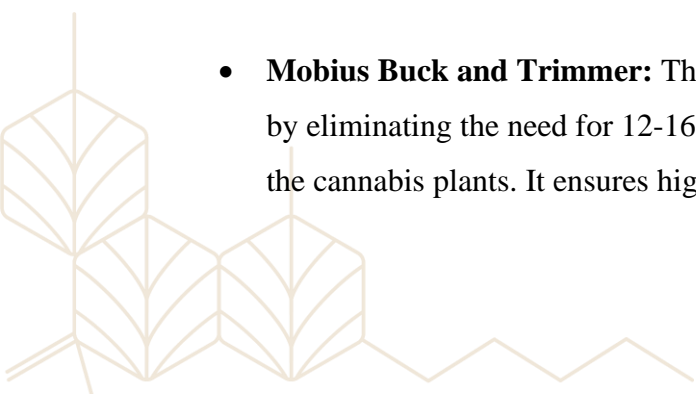 • Mobius Buck and Trimmer: Th
by eliminating the need for 12-16
the cannabis plants. It ensures hig